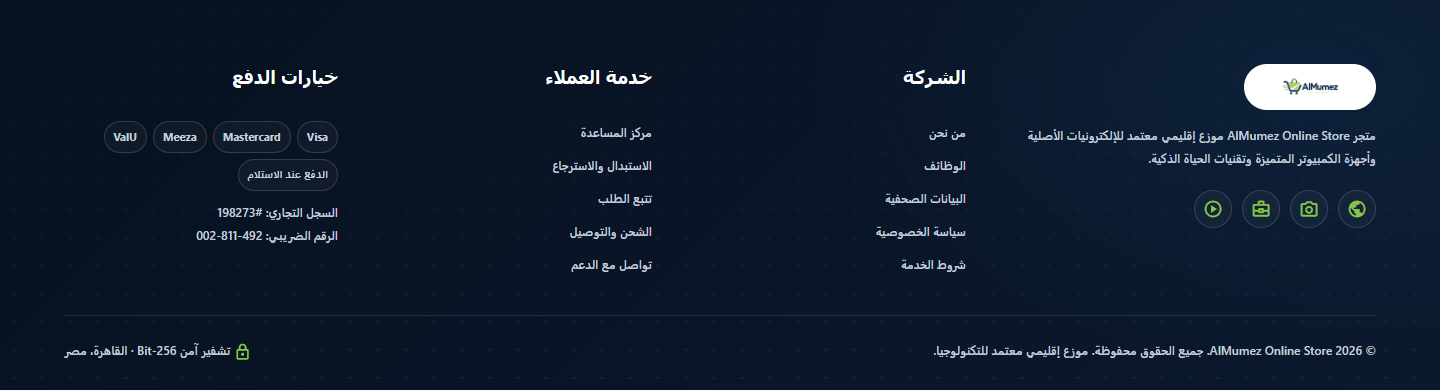 AlMumez
متجر AlMumez Online Store موزع إقليمي معتمد للإلكترونيات الأصلية
وأجهزة الكمبيوتر المتميزة وتقنيات الحياة الذكية.
الشركة
من نحن
الوظائف
البيانات الصحفية
سياسة الخصوصية
شروط الخدمة
خدمة العملاء
مركز المساعدة
الاستبدال والاسترجاع
تتبع الطلب
الشحن والتوصيل
تواصل مع الدعم
خيارات الدفع
Visa Mastercard Meeza ValU
الدفع عند الاستلام
السجل التجاري: #198273
الرقم الضريبي: 492-811-002
© 2026 AlMumez Online Store. جميع الحقوق محفوظة. موزع إقليمي معتمد للتكنولوجيا.
تشفير آمن 256-Bit · القاهرة، مصر